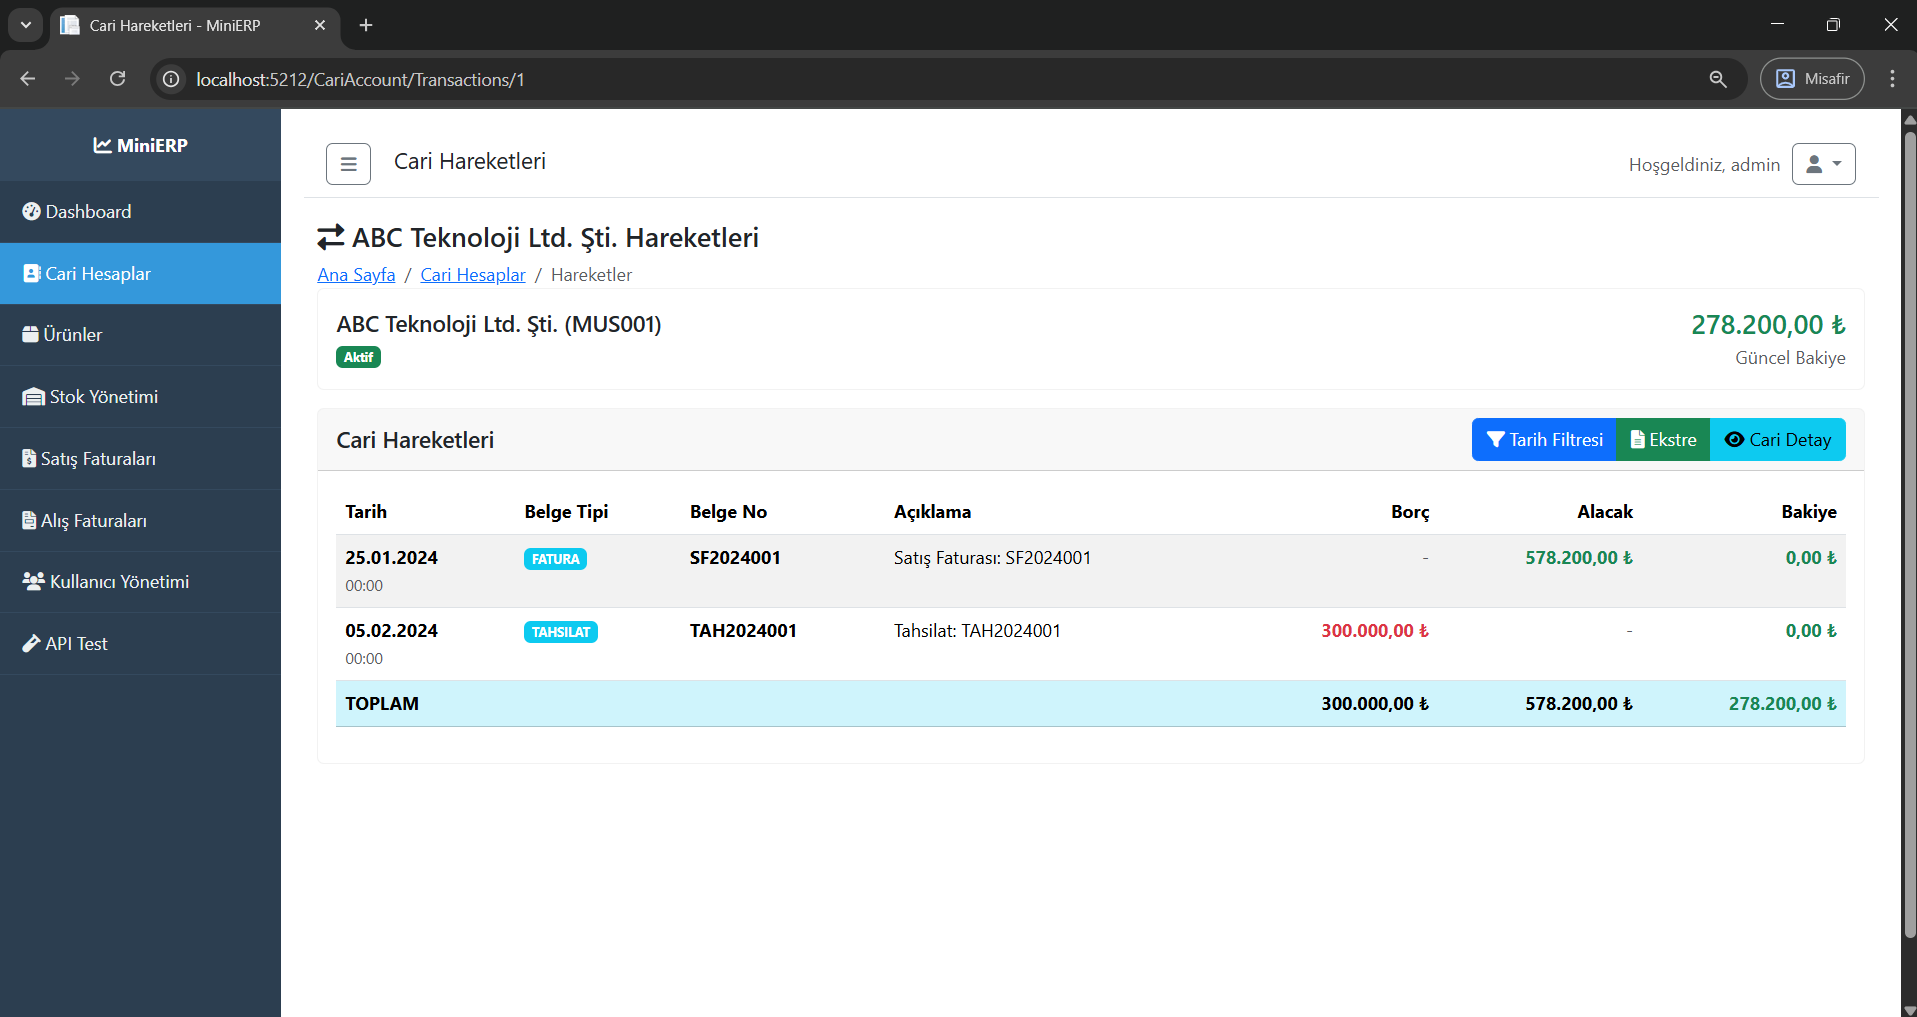 Cari Hareketleri - MiniERP
localhost:5212/CariAccount/Transactions/1
Misafir
MiniERP
Dashboard
Cari Hesaplar
Ürünler
Stok Yönetimi
Satış Faturaları
Alış Faturaları
Kullanıcı Yönetimi
API Test
Cari Hareketleri
Hoşgeldiniz, admin
ABC Teknoloji Ltd. Şti. Hareketleri
Ana Sayfa / Cari Hesaplar / Hareketler
ABC Teknoloji Ltd. Şti. (MUS001)
Aktif
278.200,00 ₺
Güncel Bakiye
Cari Hareketleri
Tarih Filtresi Ekstre Cari Detay
Tarih Belge Tipi Belge No Açıklama Borç Alacak Bakiye
25.01.2024 FATURA SF2024001 Satış Faturası: SF2024001 - 578.200,00 ₺ 0,00 ₺
00:00
05.02.2024 TAHSILAT TAH2024001 Tahsilat: TAH2024001 300.000,00 ₺ - 0,00 ₺
00:00
TOPLAM 300.000,00 ₺ 578.200,00 ₺ 278.200,00 ₺